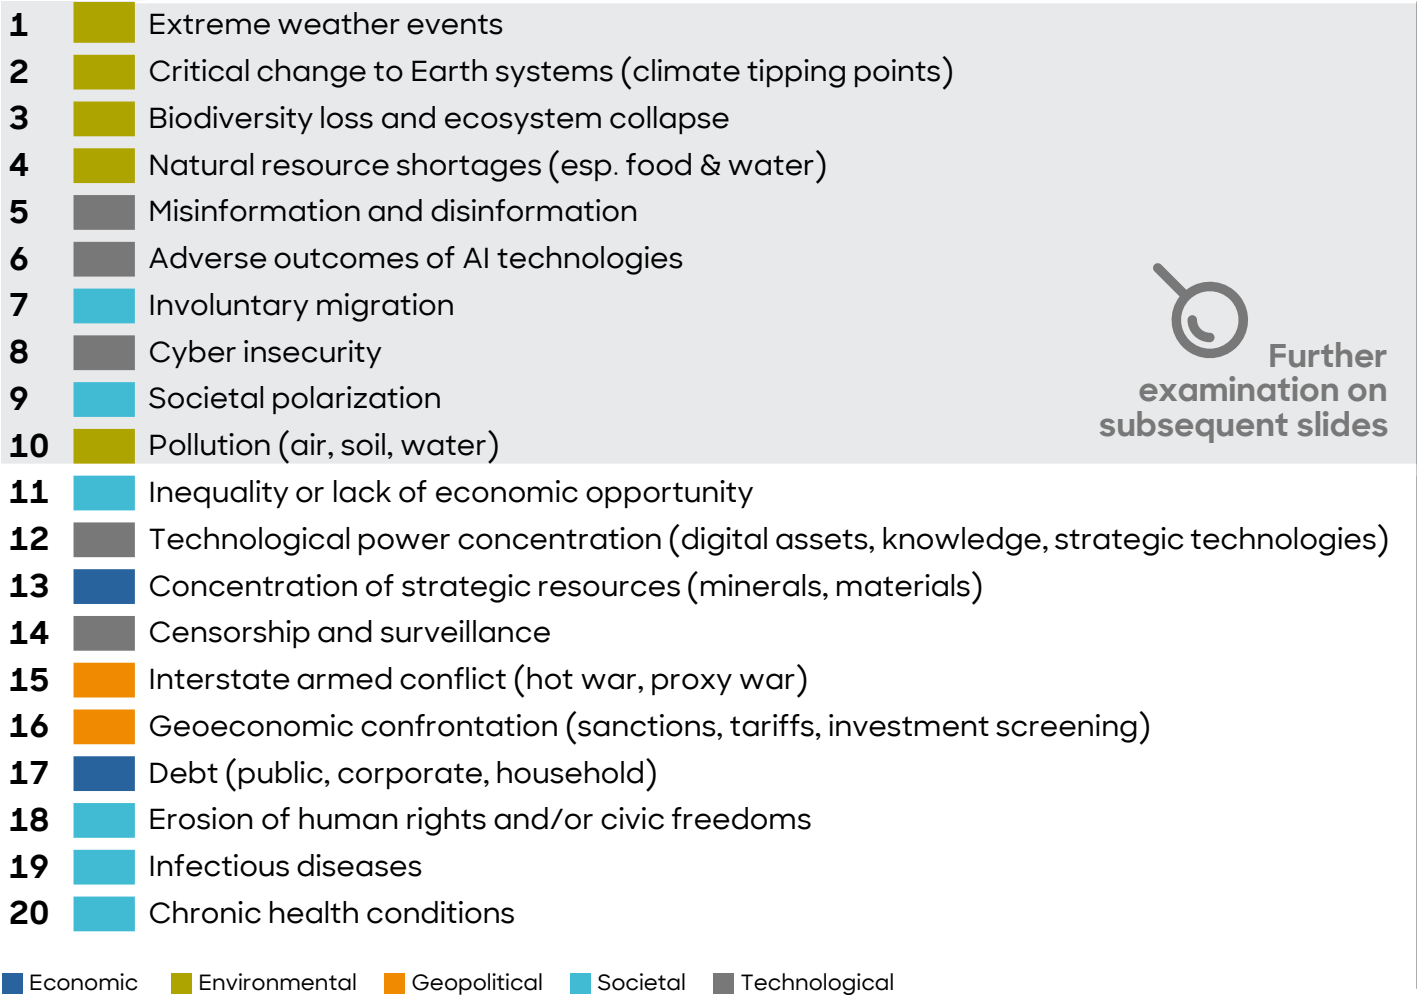 1 Extreme weather events
2 Critical change to Earth systems (climate tipping points)
3 Biodiversity loss and ecosystem collapse
4 Natural resource shortages (esp. food & water)
5 Misinformation and disinformation
6 Adverse outcomes of AI technologies
7 Involuntary migration
8 Cyber insecurity
9 Societal polarization
10 Pollution (air, soil, water)
Further
examination on
subsequent slides
11 Inequality or lack of economic opportunity
12 Technological power concentration (digital assets, knowledge, strategic technologies)
13 Concentration of strategic resources (minerals, materials)
14 Censorship and surveillance
15 Interstate armed conflict (hot war, proxy war)
16 Geoeconomic confrontation (sanctions, tariffs, investment screening)
17 Debt (public, corporate, household)
18 Erosion of human rights and/or civic freedoms
19 Infectious diseases
20 Chronic health conditions
Economic Environmental Geopolitical Societal Technological